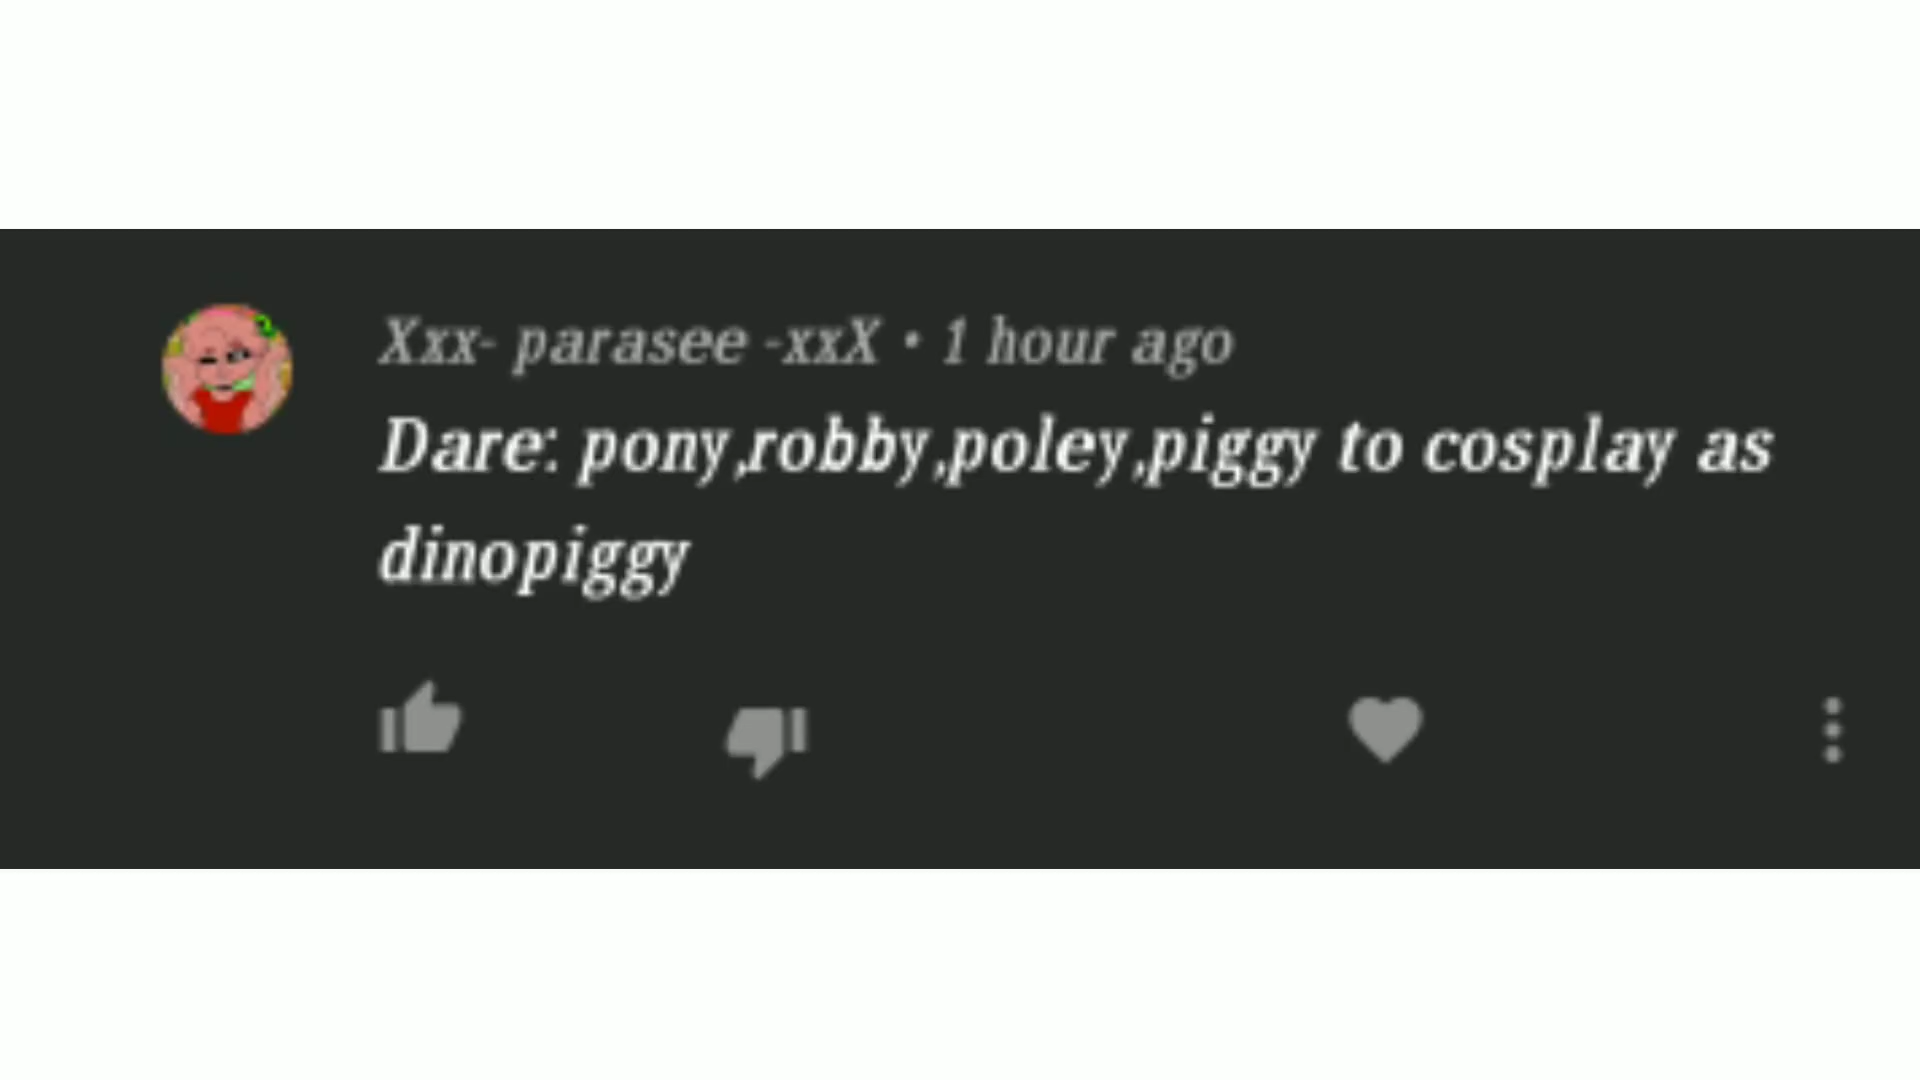 Xxx- parasee -xxX • 1 hour ago
Dare: pony,robby,poley,piggy to cosplay as
dinopiggy